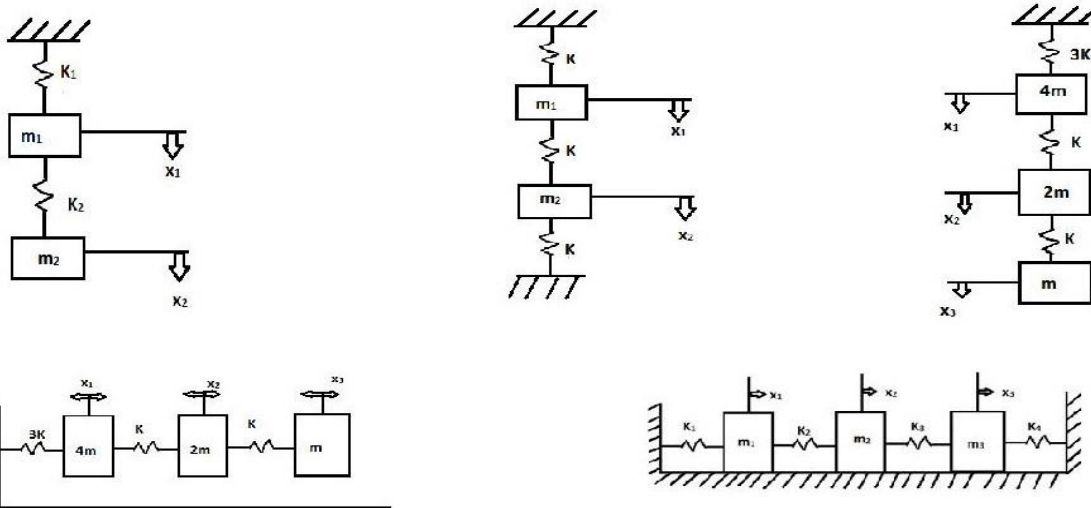 K₁
m₁
x₁
K₂
m₂
x₂
K
m₁
x₁
K
m₂
x₂
K
3K
4m
x₁
K
2m
x₂
K
m
x₃
x₁ x₂ x₃
3K 4m K 2m K m
x₁ x₂ x₃
K₁ m₁ K₂ m₂ K₃ m₃ K₄